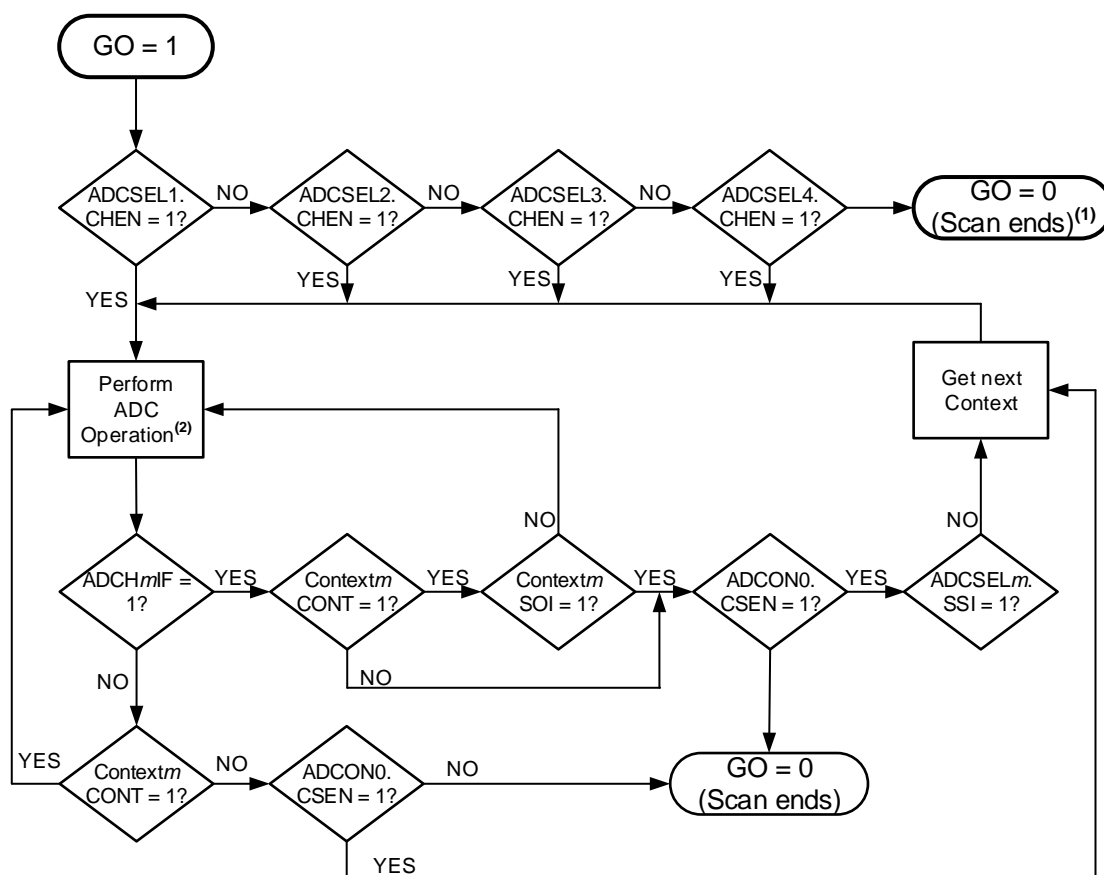 GO = 1
ADCSEL1.
CHEN = 1?
NO
ADCSEL2.
CHEN = 1?
NO
ADCSEL3.
CHEN = 1?
NO
ADCSEL4.
CHEN = 1?
GO = 0
(Scan ends)(1)
YES
YES
YES
YES
Perform
ADC
Operation(2)
Get next
Context
NO
NO
ADCHmIF =
1?
YES
Contextm
CONT = 1?
YES
Contextm
SOI = 1?
YES
ADCON0.
CSEN = 1?
YES
ADCSELm.
SSI = 1?
NO
NO
YES
Contextm
CONT = 1?
NO
ADCON0.
CSEN = 1?
NO
GO = 0
(Scan ends)
YES